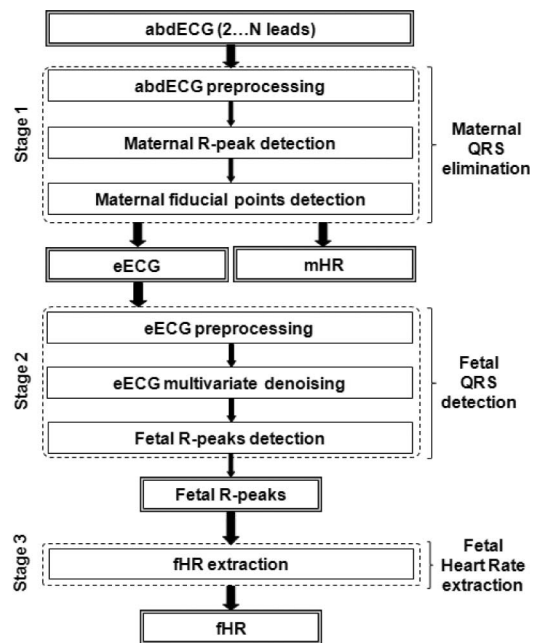 abdECG (2...N leads)
Stage 1
abdECG preprocessing
Maternal R-peak detection
Maternal fiducial points detection
Maternal
QRS
elimination
eECG
mHR
Stage 2
eECG preprocessing
eECG multivariate denoising
Fetal R-peaks detection
Fetal
QRS
detection
Fetal R-peaks
Stage 3
fHR extraction
Fetal
Heart Rate
extraction
fHR